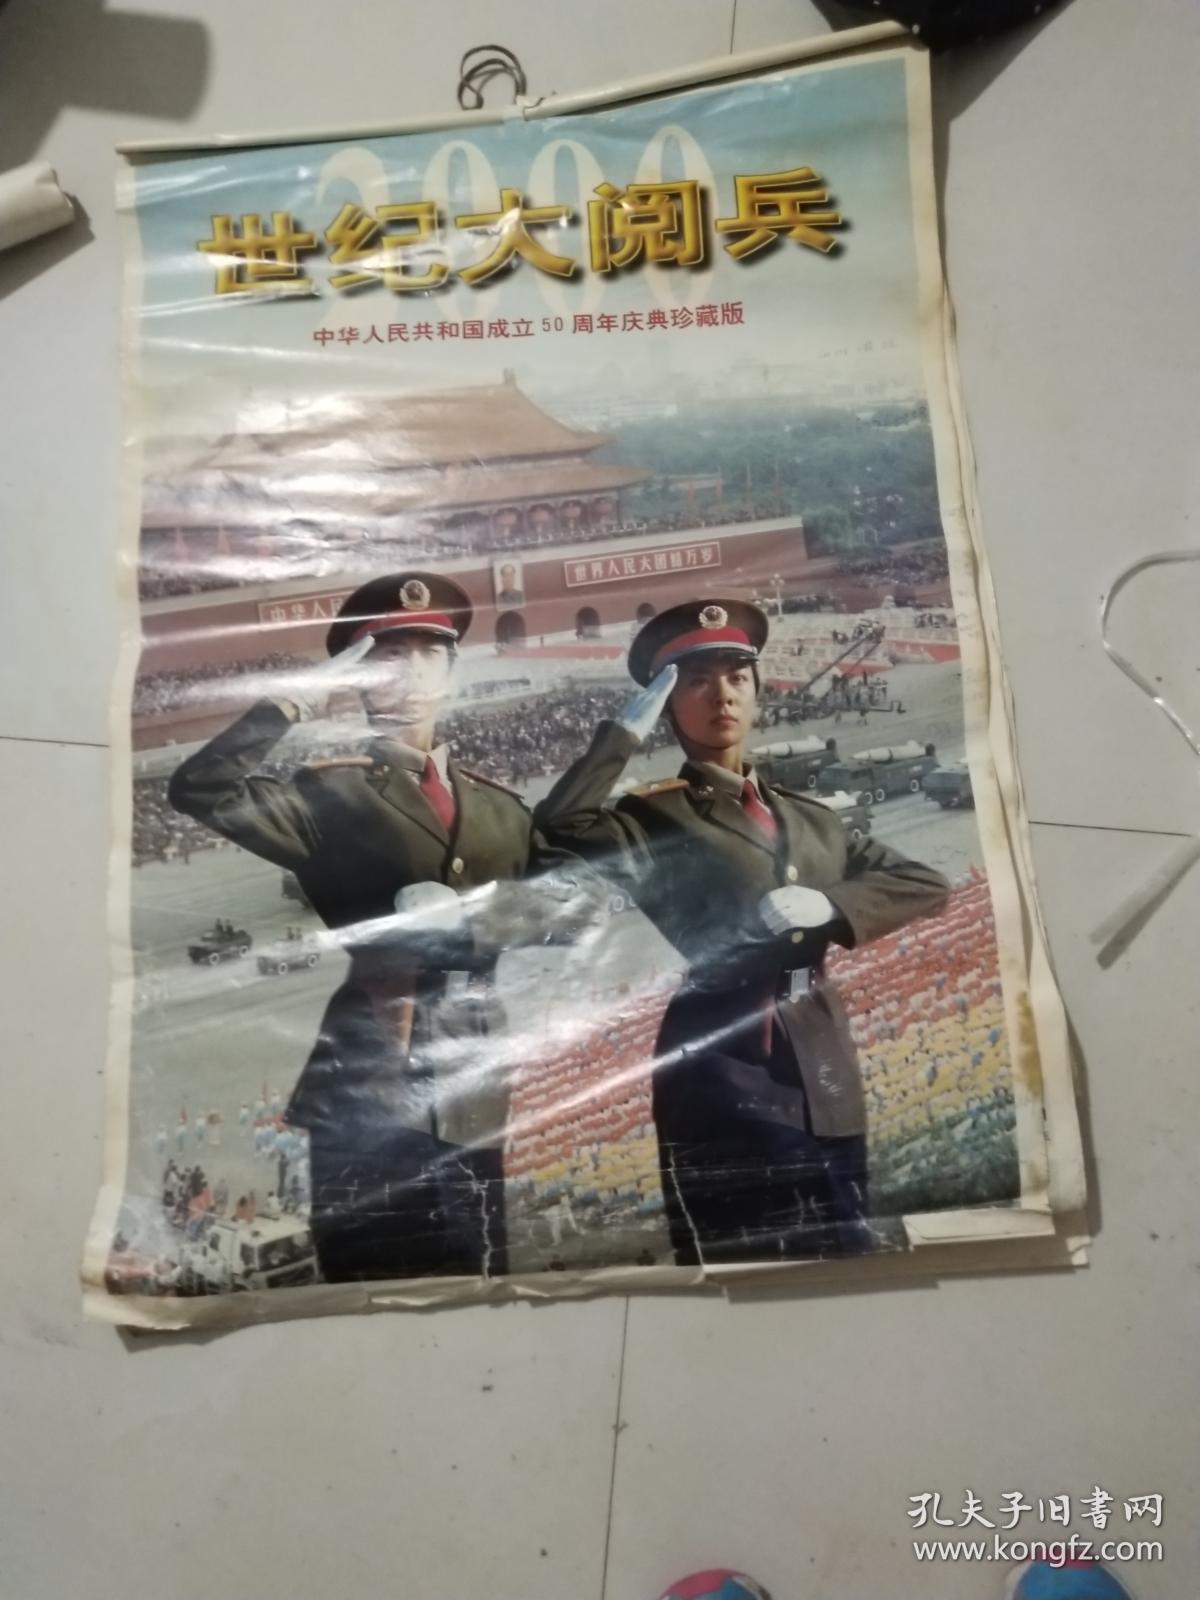 2000
世纪大阅兵
中华人民共和国成立50周年庆典珍藏版
中华人民
世界人民大团结万岁
孔夫子旧书网
www.kongfz.com